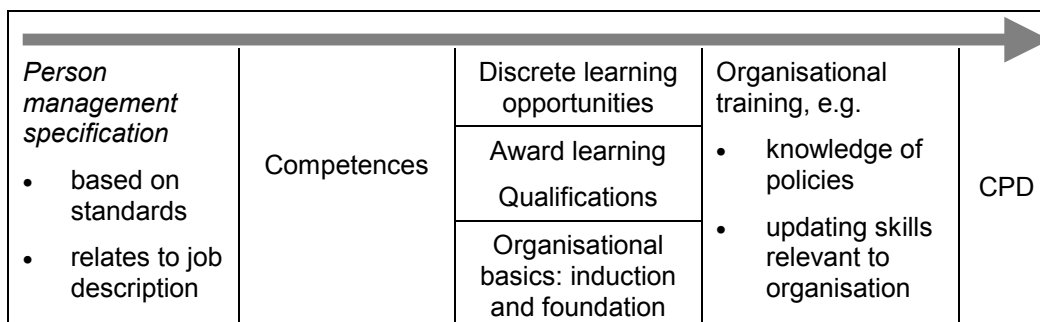 Person
management
specification
• based on
standards
• relates to job
description
Competences
Discrete learning
opportunities
Award learning
Qualifications
Organisational
basics: induction
and foundation
Organisational
training, e.g.
• knowledge of
policies
• updating skills
relevant to
organisation
CPD